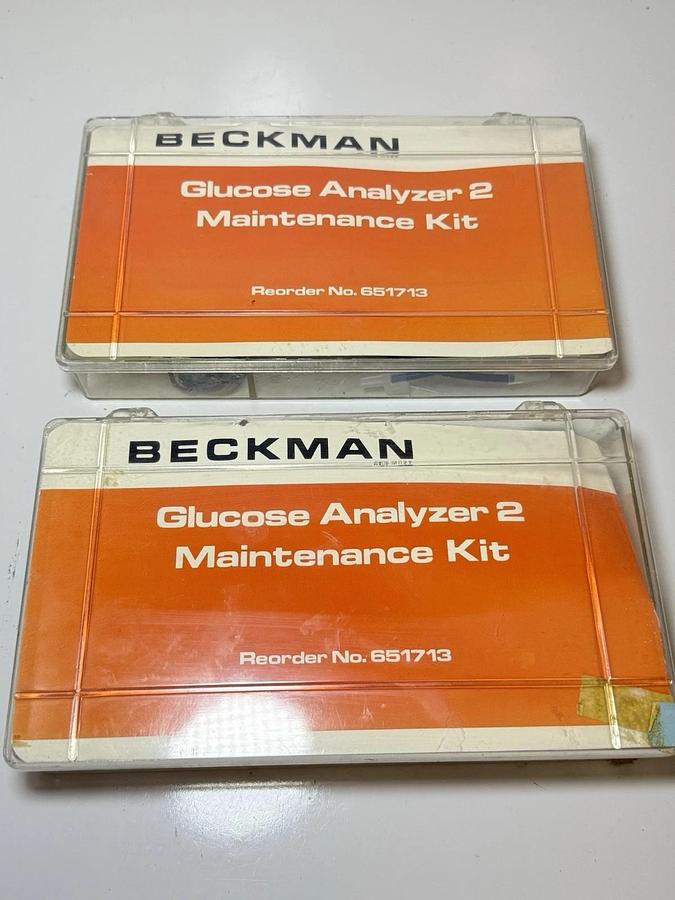 BECKMAN
Glucose Analyzer 2
Maintenance Kit
Reorder No. 651713
BECKMAN
Glucose Analyzer 2
Maintenance Kit
Reorder No. 651713